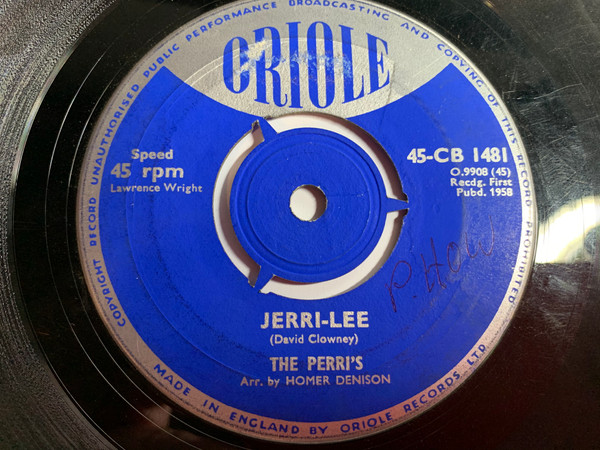 COPYRIGHT RECORD UNAUTHORISED PUBLIC PERFORMANCE BROADCASTING AND COPYING OF THIS RECORD PROHIBITED
ORIOLE
Speed
45 rpm
Lawrence Wright
45-CB 1481
O.9908 (45)
Recdg. First
Pubd. 1958
P. How
JERRI-LEE
(David Clowney)
THE PERRI'S
Arr. by HOMER DENISON
MADE IN ENGLAND BY ORIOLE RECORDS LTD.